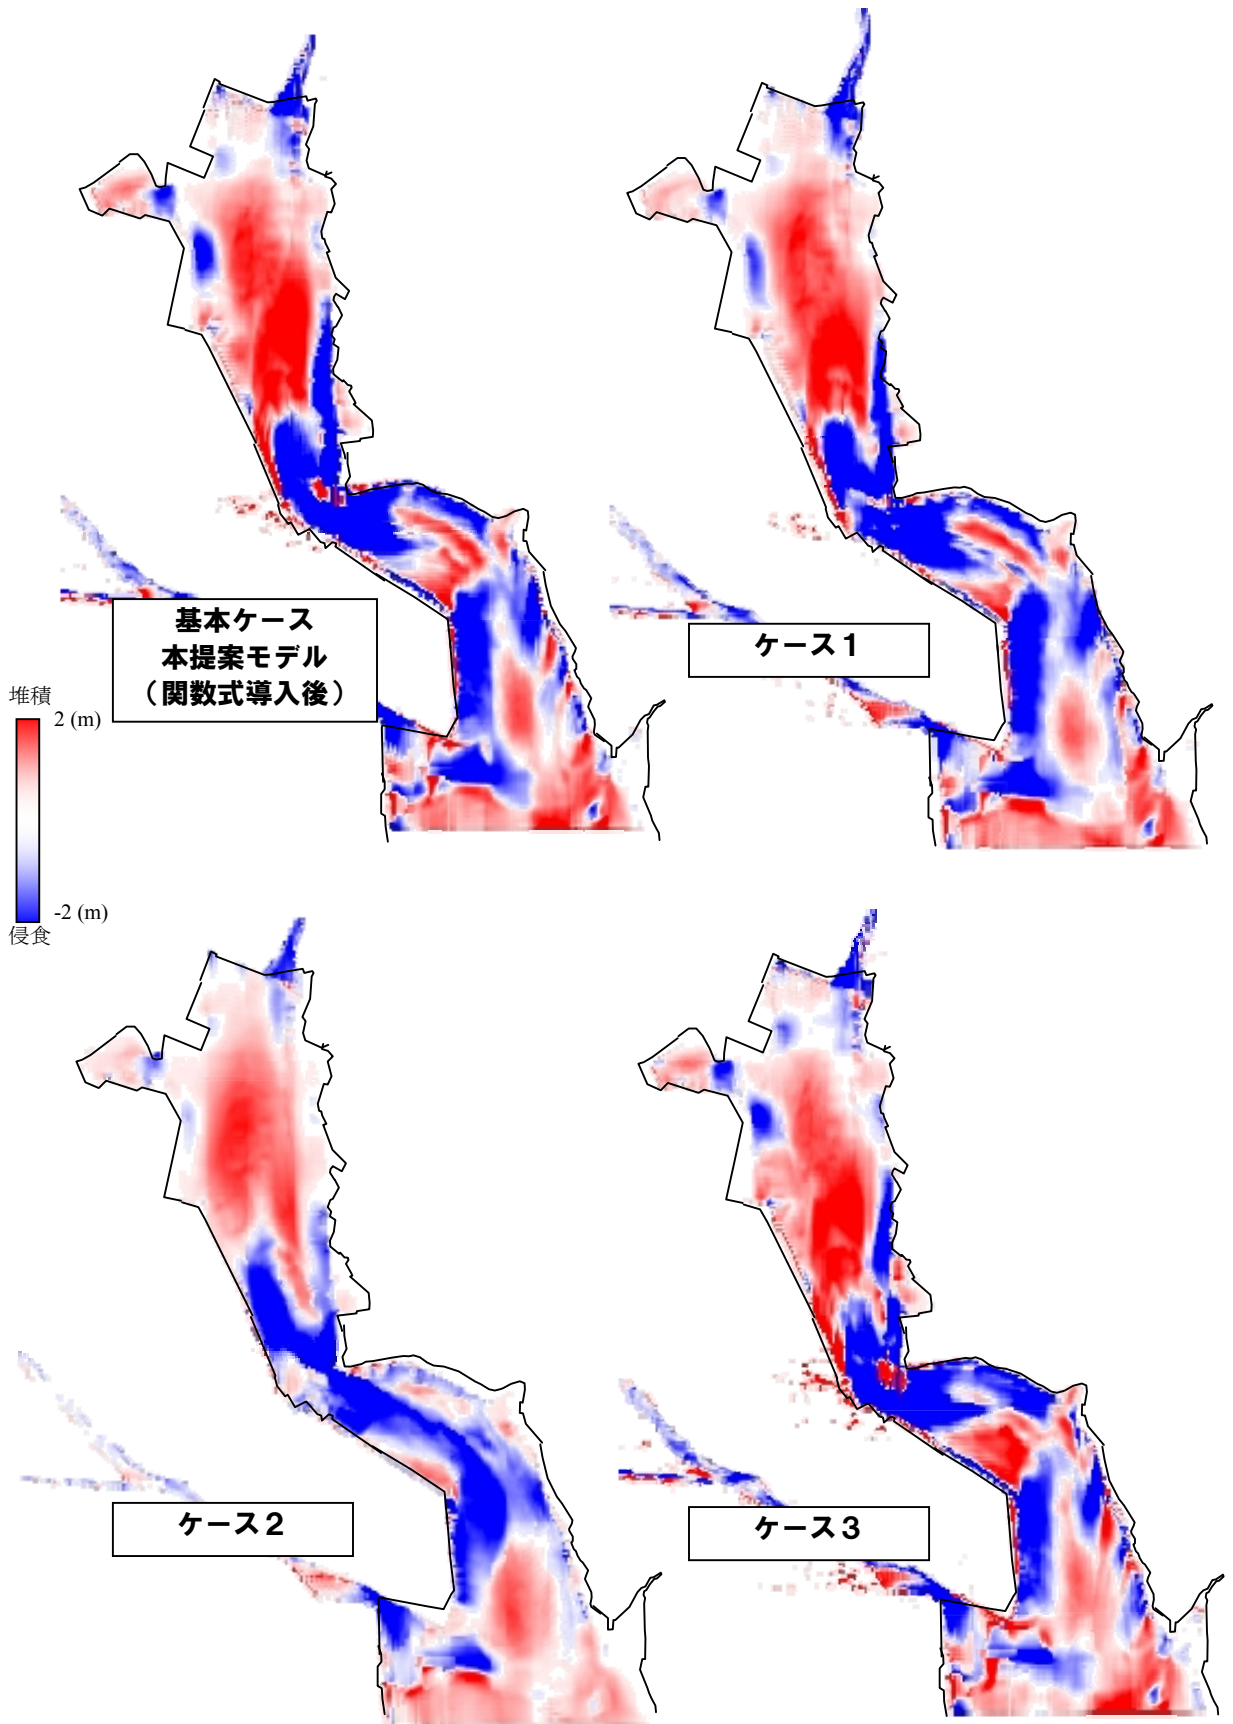 基本ケース
本提案モデル
（関数式導入後）
ケース１
堆積
2 (m)
-2 (m)
侵食
ケース２
ケース３